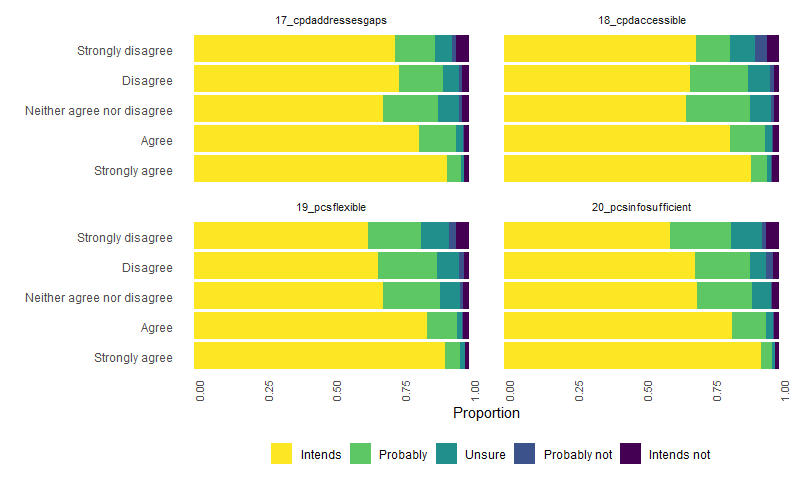 17_cpdaddressesgaps
18_cpdaccessible
Strongly disagree
Disagree
Neither agree nor disagree
Agree
Strongly agree
19_pcsflexible
20_pcsinfosufficient
Strongly disagree
Disagree
Neither agree nor disagree
Agree
Strongly agree
0.00
0.25
0.50
0.75
1.00
0.00
0.25
0.50
0.75
1.00
Proportion
Intends
Probably
Unsure
Probably not
Intends not